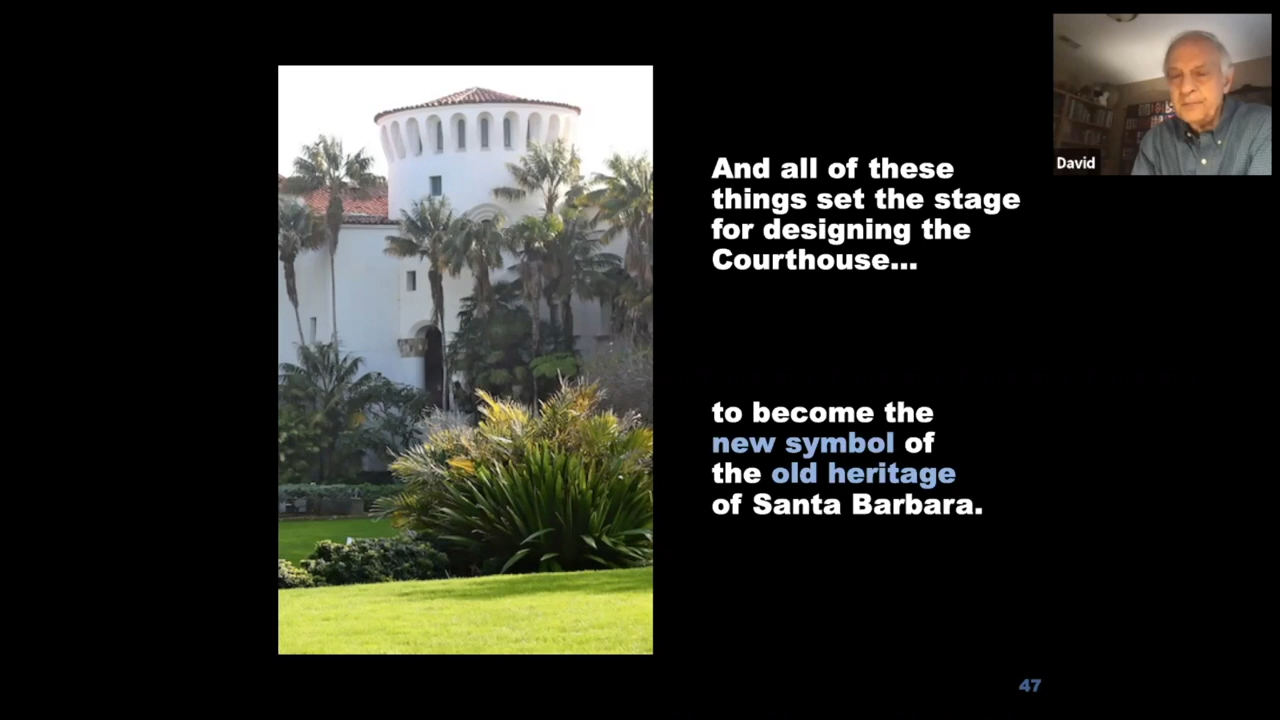 David
And all of these
things set the stage
for designing the
Courthouse...
to become the
new symbol of
the old heritage
of Santa Barbara.
47